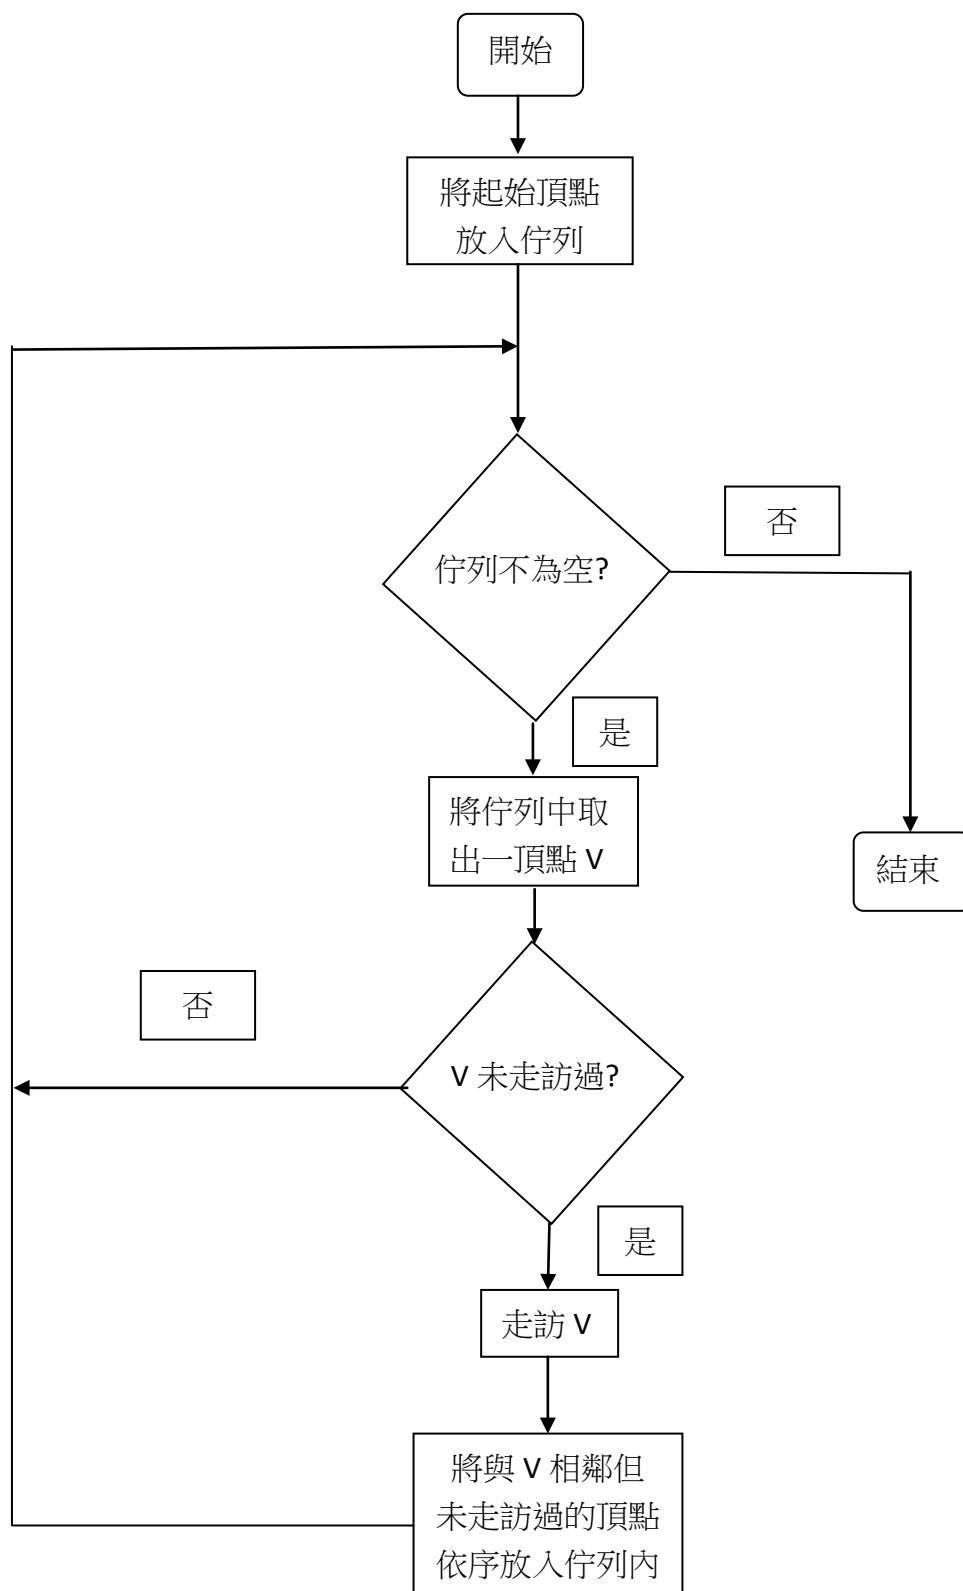 開始
將起始頂點
放入佇列
佇列不為空?
否
是
將佇列中取
出一頂點 V
結束
否
V 未走訪過?
是
走訪 V
將與 V 相鄰但
未走訪過的頂點
依序放入佇列內